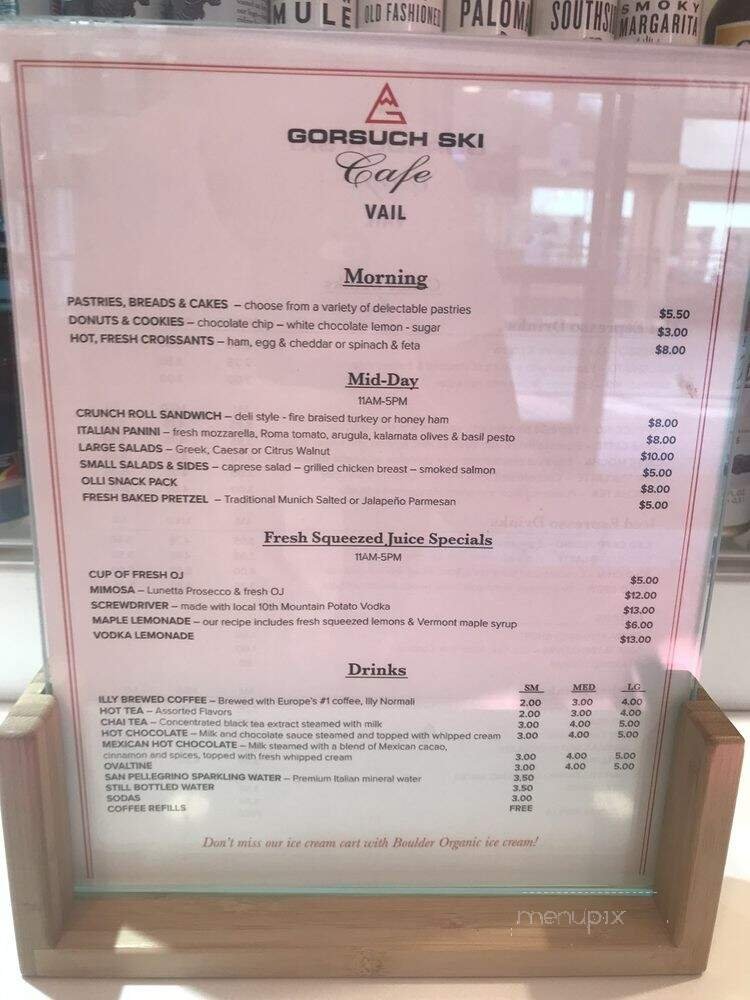 MULE OLD FASHIONED PALOMA SOUTHSI SMOKY MARGARITA
GORSUCH SKI
Cafe
VAIL
Morning
PASTRIES, BREADS & CAKES – choose from a variety of delectable pastries $5.50
DONUTS & COOKIES – chocolate chip – white chocolate lemon - sugar $3.00
HOT, FRESH CROISSANTS – ham, egg & cheddar or spinach & feta $8.00
Mid-Day
11AM-5PM
CRUNCH ROLL SANDWICH – deli style - fire braised turkey or honey ham $8.00
ITALIAN PANINI – fresh mozzarella, Roma tomato, arugula, kalamata olives & basil pesto $8.00
LARGE SALADS – Greek, Caesar or Citrus Walnut $10.00
SMALL SALADS & SIDES – caprese salad – grilled chicken breast – smoked salmon $5.00
OLLI SNACK PACK $8.00
FRESH BAKED PRETZEL – Traditional Munich Salted or Jalapeño Parmesan $5.00
Fresh Squeezed Juice Specials
11AM-5PM
CUP OF FRESH OJ $5.00
MIMOSA – Lunetta Prosecco & fresh OJ $12.00
SCREWDRIVER – made with local 10th Mountain Potato Vodka $13.00
MAPLE LEMONADE – our recipe includes fresh squeezed lemons & Vermont maple syrup $6.00
VODKA LEMONADE $13.00
Drinks
SM MED LG
ILLY BREWED COFFEE – Brewed with Europe's #1 coffee, Illy Normali 2.00 3.00 4.00
HOT TEA – Assorted Flavors 2.00 3.00 4.00
CHAI TEA – Concentrated black tea extract steamed with milk 3.00 4.00 5.00
HOT CHOCOLATE – Milk and chocolate sauce steamed and topped with whipped cream 3.00 4.00 5.00
MEXICAN HOT CHOCOLATE – Milk steamed with a blend of Mexican cacao,
cinnamon and spices, topped with fresh whipped cream 3.00 4.00 5.00
OVALTINE 3.00 4.00 5.00
SAN PELLEGRINO SPARKLING WATER – Premium Italian mineral water 3.50
STILL BOTTLED WATER 3.50
SODAS 3.00
COFFEE REFILLS FREE
Don't miss our ice cream cart with Boulder Organic ice cream!
menupix